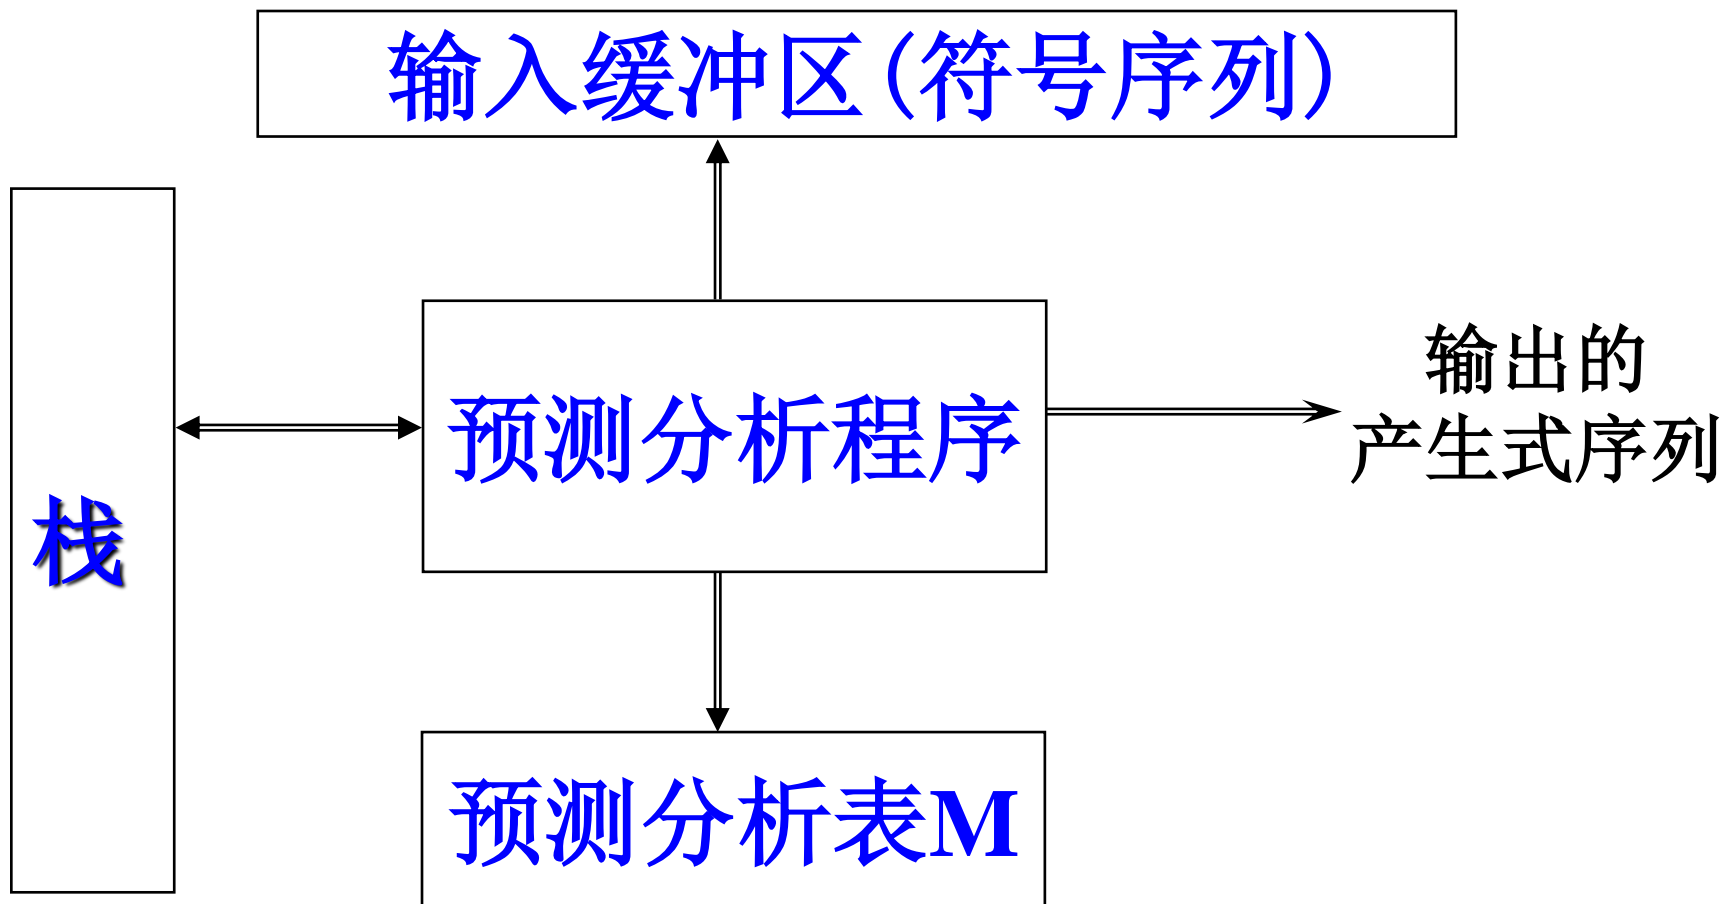 输入缓冲区(符号序列)
预测分析程序
输出的
产生式序列
栈
预测分析表M